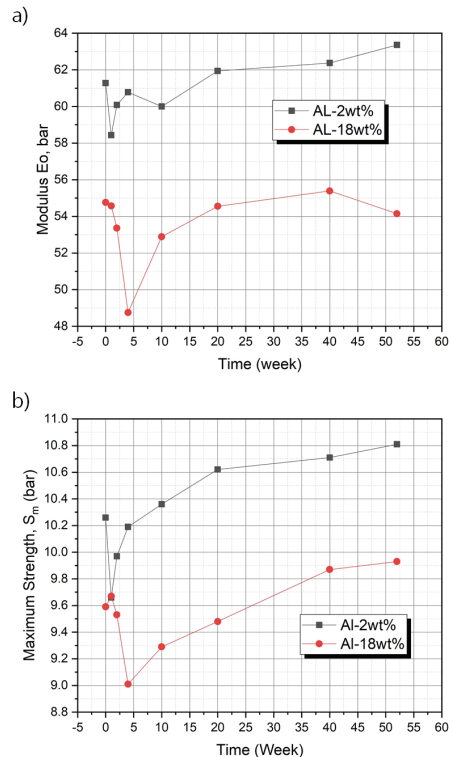 a)
64
62
60
58
56
54
52
50
48
Modulus Eo, bar
AL-2wt%
AL-18wt%
-5 0 5 10 15 20 25 30 35 40 45 50 55 60
Time (week)
b)
11.0
10.8
10.6
10.4
10.2
10.0
9.8
9.6
9.4
9.2
9.0
8.8
Maximum Strength, Sm (bar)
Al-2wt%
Al-18wt%
-5 0 5 10 15 20 25 30 35 40 45 50 55 60
Time (Week)